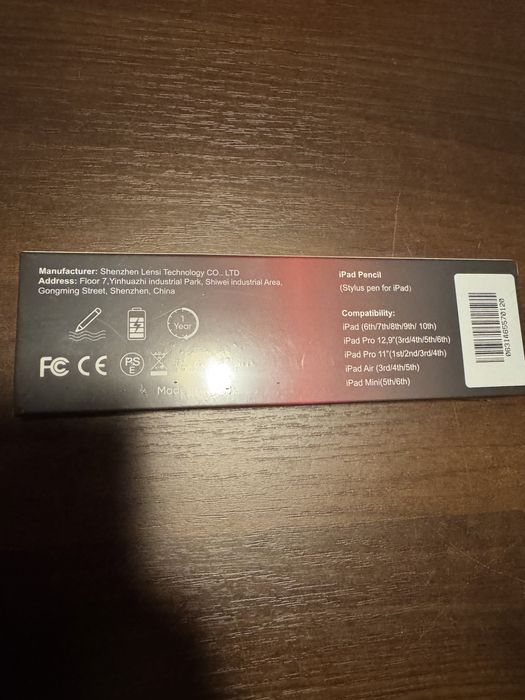 Manufacturer: Shenzhen Lensi Technology CO., LTD
Address: Floor 7,Yinhuazhi industrial Park, Shiwei industrial Area,
Gongming Street, Shenzhen, China
1
Year
FC CE PS
E
Made
iPad Pencil
(Stylus pen for iPad)
Compatibility:
iPad (6th/7th/8th/9th/ 10th)
iPad Pro 12,9"(3rd/4th/5th/6th)
iPad Pro 11"(1st/2nd/3rd/4th)
iPad Air (3rd/4th/5th)
iPad Mini(5th/6th)
0631465570120